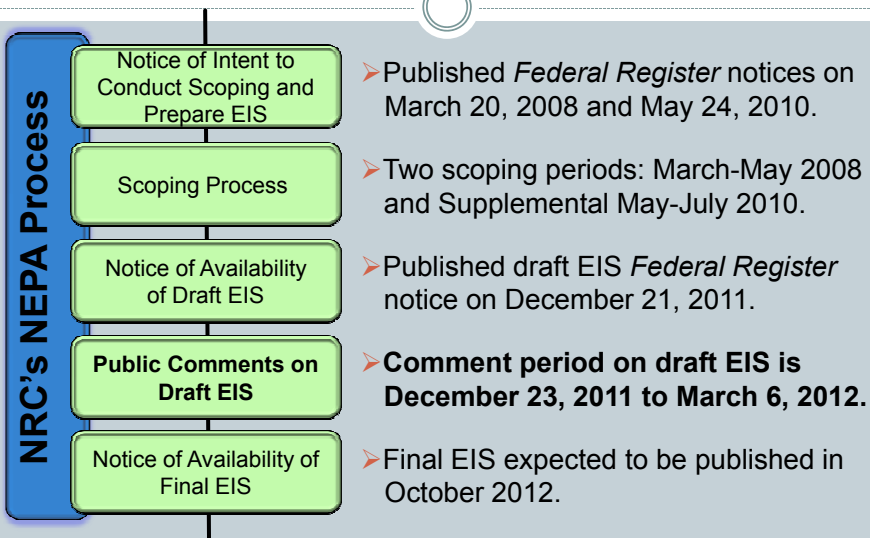 NRC's NEPA Process
Notice of Intent to
Conduct Scoping and
Prepare EIS
➢Published Federal Register notices on
March 20, 2008 and May 24, 2010.
Scoping Process
➢Two scoping periods: March-May 2008
and Supplemental May-July 2010.
Notice of Availability
of Draft EIS
➢Published draft EIS Federal Register
notice on December 21, 2011.
Public Comments on
Draft EIS
➢Comment period on draft EIS is
December 23, 2011 to March 6, 2012.
Notice of Availability of
Final EIS
➢Final EIS expected to be published in
October 2012.